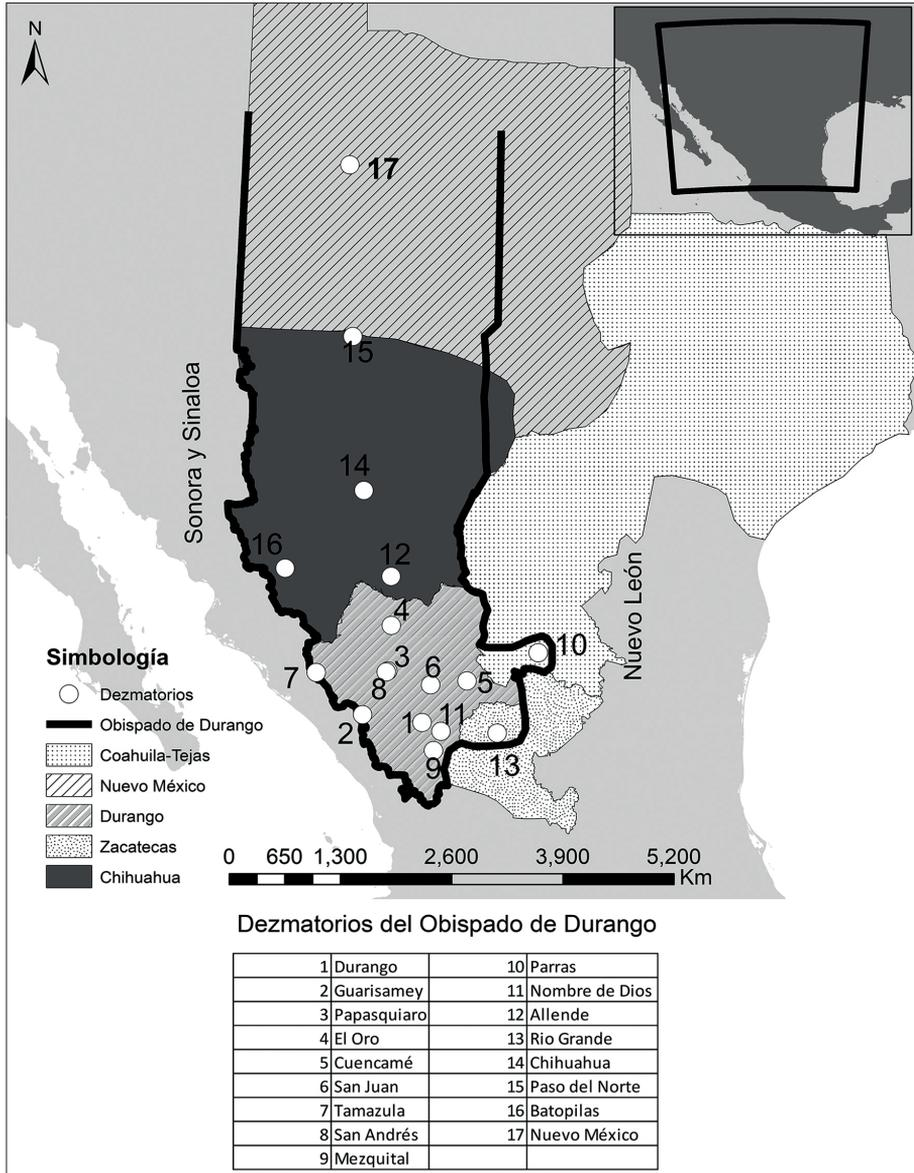 N
17
15
Sonora y Sinaloa
14
16
12
4
Nuevo León
10
3
7
8
6
5
2
1
11
9
13
Simbología
Dezmatorios
Obispado de Durango
Coahuila-Tejas
Nuevo México
Durango
Zacatecas
Chihuahua
0 650 1,300 2,600 3,900 5,200
Km
Dezmatorios del Obispado de Durango
1 Durango 10 Parras
2 Guarisamey 11 Nombre de Dios
3 Papasquiaro 12 Allende
4 El Oro 13 Rio Grande
5 Cuencamé 14 Chihuahua
6 San Juan 15 Paso del Norte
7 Tamazula 16 Batopilas
8 San Andrés 17 Nuevo México
9 Mezquital